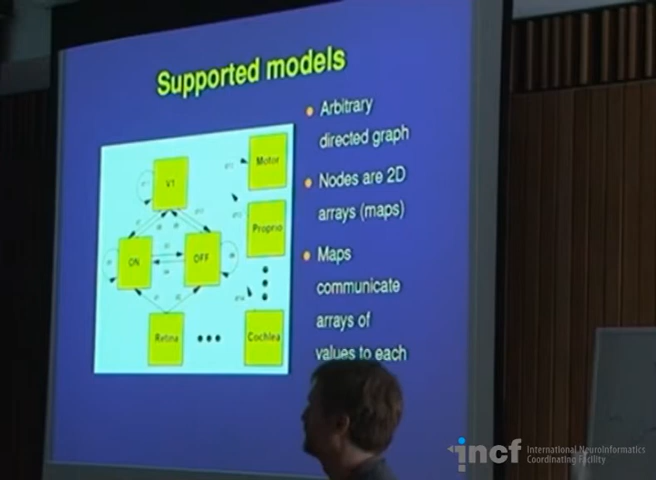 Supported models
Arbitrary
directed graph
Nodes are 2D
arrays (maps)
Maps
communicate
arrays of
values to each
V1
Motor
Proprio
ON
OFF
Retina
Cochlea
incf
International Neuroinformatics
Coordinating Facility